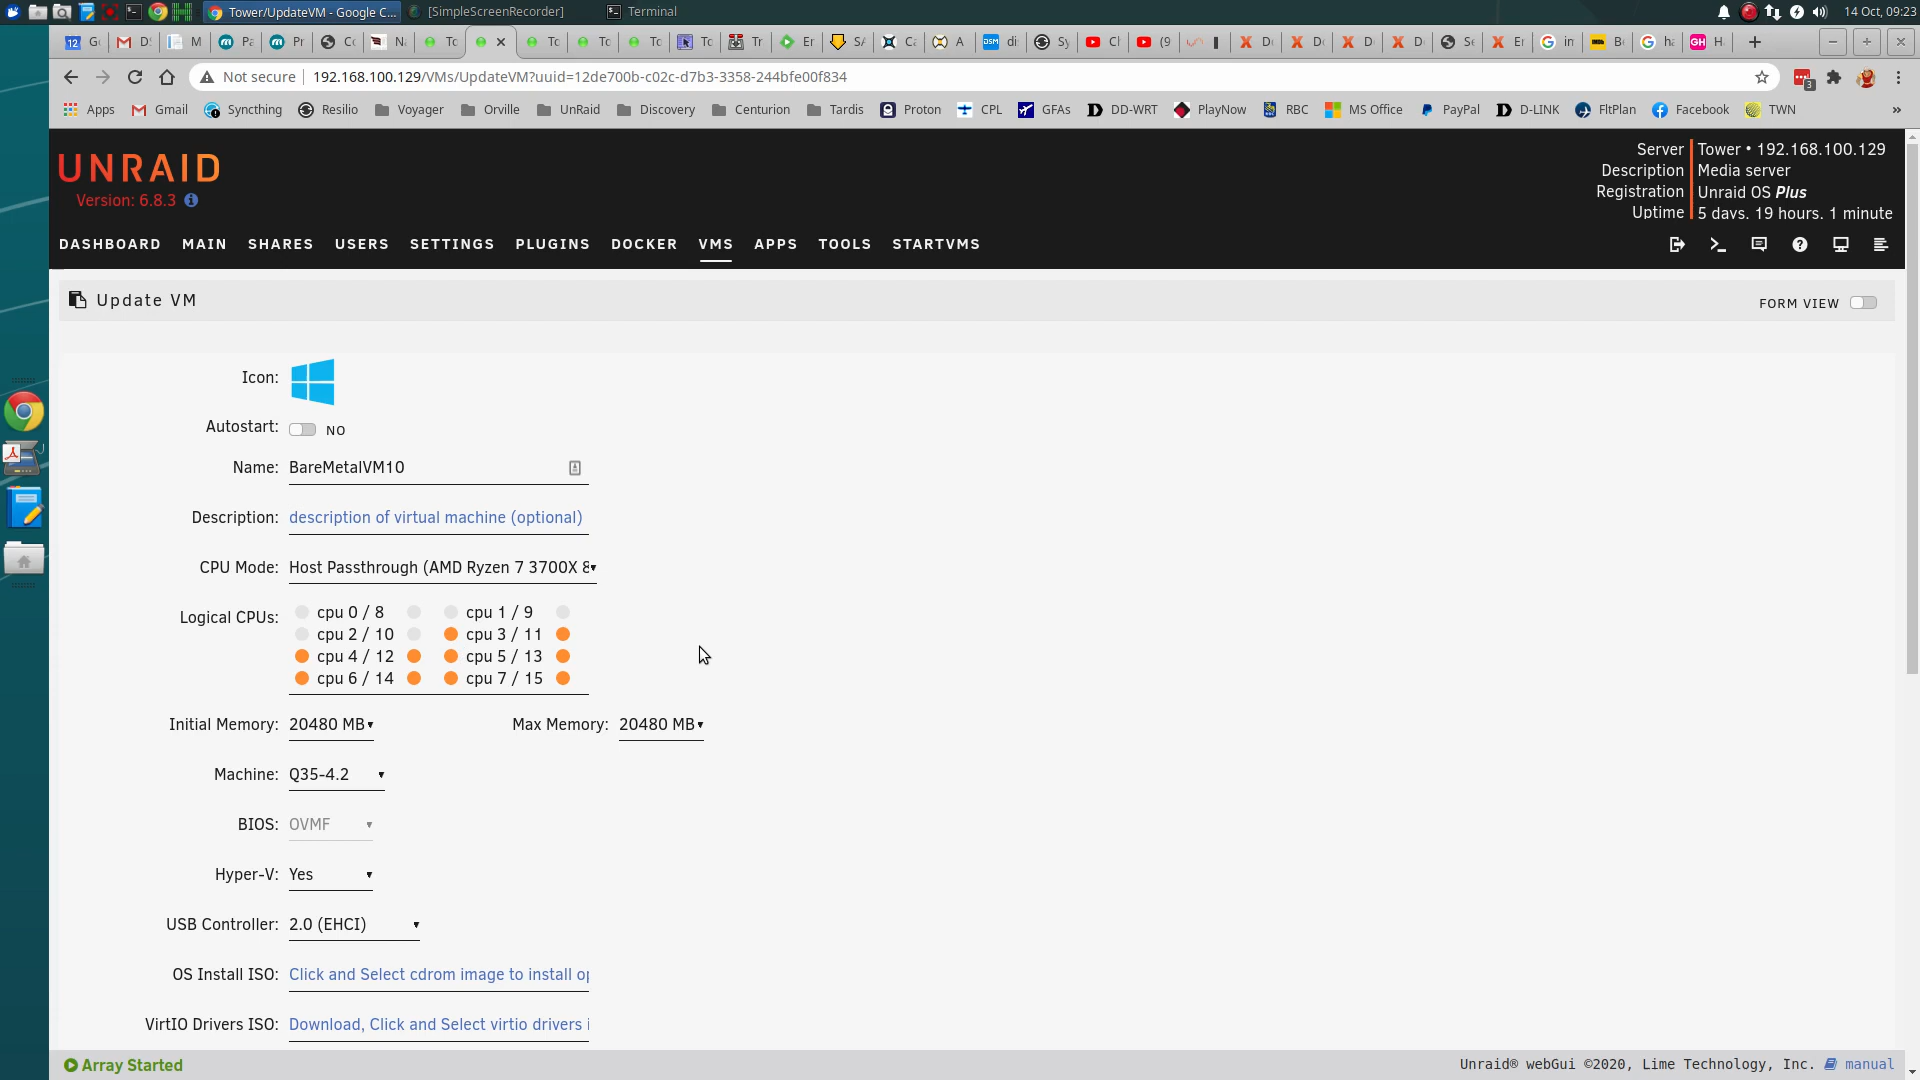 Tower/UpdateVM - Google C...
[SimpleScreenRecorder]
Terminal
14 Oct, 09:23
Not secure
192.168.100.129/VMs/UpdateVM?uuid=12de700b-c02c-d7b3-3358-244bfe00f834
3
Apps Gmail Syncthing Resilio Voyager Orville UnRaid Discovery Centurion Tardis Proton CPL GFAs DD-WRT PlayNow RBC MS Office PayPal D-LINK FltPlan Facebook TWN »
UNRAID
Version: 6.8.3
Server Tower • 192.168.100.129
Description Media server
Registration Unraid OS Plus
Uptime 5 days, 19 hours, 1 minute
DASHBOARD MAIN SHARES USERS SETTINGS PLUGINS DOCKER VMS APPS TOOLS STARTVMS
Update VM
FORM VIEW
Icon:
Autostart: NO
Name: BareMetalVM10
Description: description of virtual machine (optional)
CPU Mode: Host Passthrough (AMD Ryzen 7 3700X 8
Logical CPUs: cpu 0 / 8 cpu 1 / 9
cpu 2 / 10 cpu 3 / 11
cpu 4 / 12 cpu 5 / 13
cpu 6 / 14 cpu 7 / 15
Initial Memory: 20480 MB Max Memory: 20480 MB
Machine: Q35-4.2
BIOS: OVMF
Hyper-V: Yes
USB Controller: 2.0 (EHCI)
OS Install ISO: Click and Select cdrom image to install op
VirtIO Drivers ISO: Download, Click and Select virtio drivers i
Array Started
Unraid® webGui ©2020, Lime Technology, Inc. manual